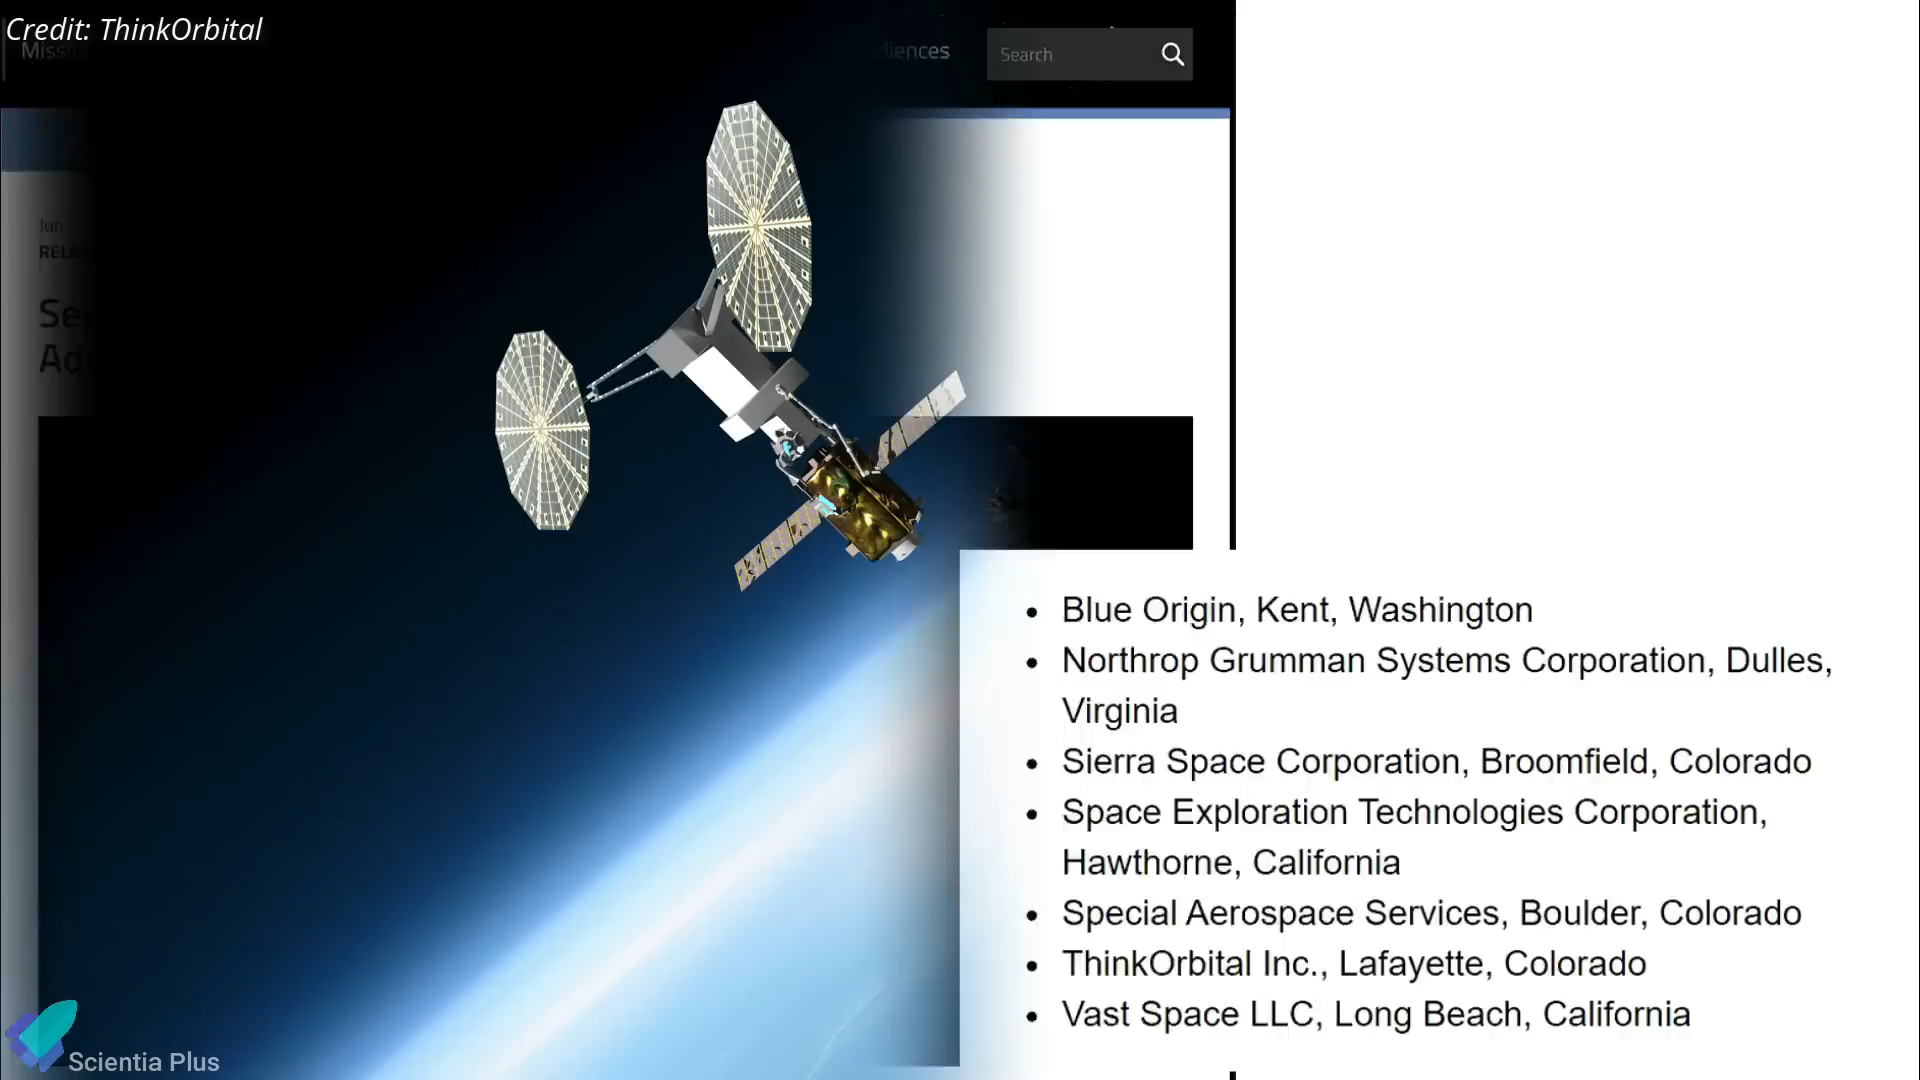 Credit: ThinkOrbital
Search
Jun
Blue Origin, Kent, Washington
Northrop Grumman Systems Corporation, Dulles,
Virginia
Sierra Space Corporation, Broomfield, Colorado
Space Exploration Technologies Corporation,
Hawthorne, California
Special Aerospace Services, Boulder, Colorado
ThinkOrbital Inc., Lafayette, Colorado
Vast Space LLC, Long Beach, California
Scientia Plus